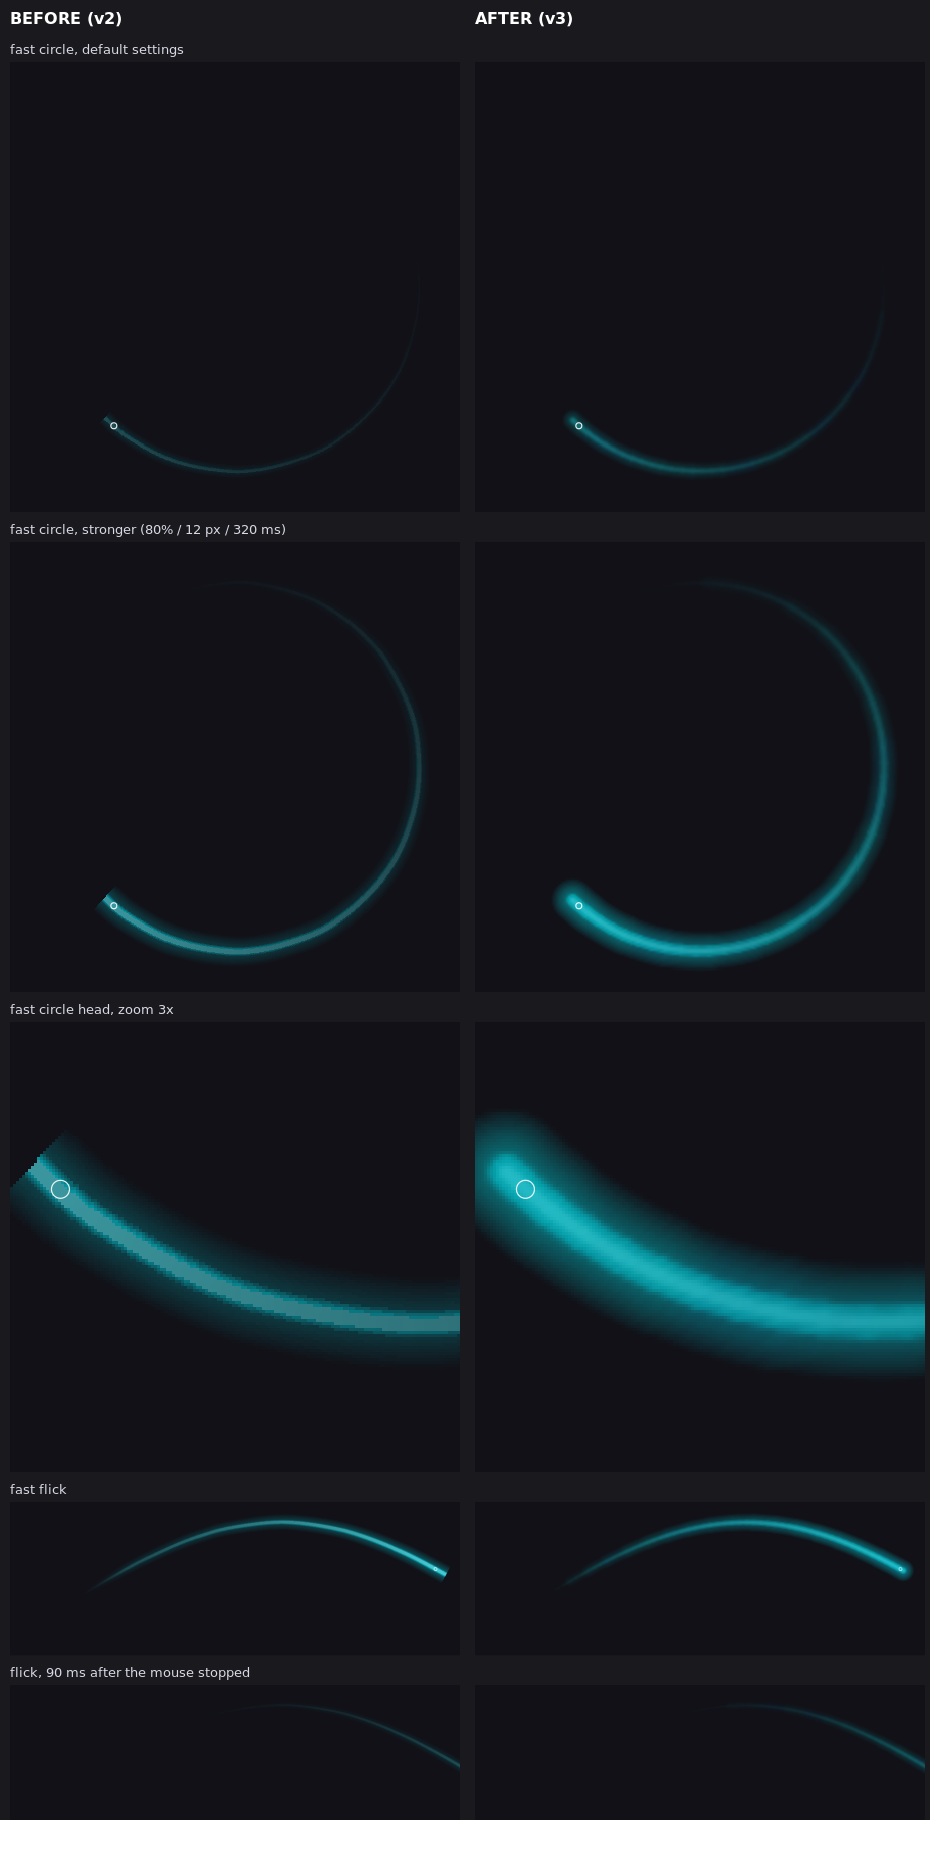 BEFORE (v2)
AFTER (v3)
fast circle, default settings
fast circle, stronger (80% / 12 px / 320 ms)
fast circle head, zoom 3x
fast flick
flick, 90 ms after the mouse stopped